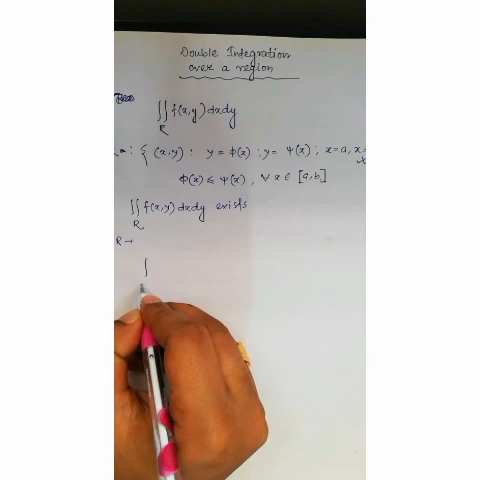 Double Integration
over a region
∬ f(x,y) dxdy
R
: { (x,y) : y = Φ(x) : y = Ψ(x) ; x = a, x =
Φ(x) ≤ Ψ(x) , ∀ x ∈ [a,b]
∬ f(x,y) dxdy exists
R
R →
∫